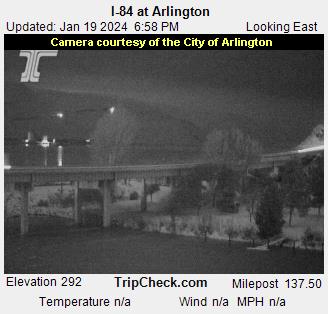 I-84 at Arlington
Updated: Jan 19 2024 6:58 PM Looking East
Camera courtesy of the City of Arlington
Elevation 292 TripCheck.com Milepost 137.50
Temperature n/a Wind n/a MPH n/a